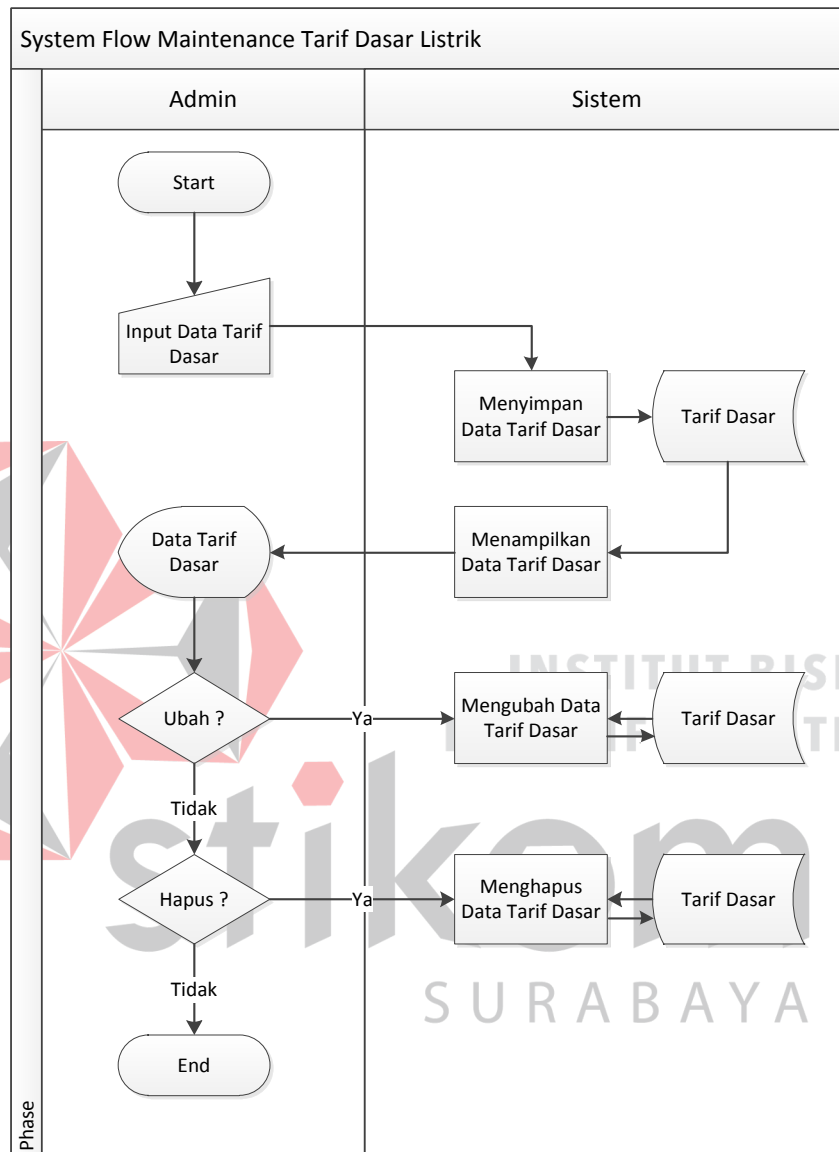 System Flow Maintenance Tarif Dasar Listrik
Admin
Sistem
Start
Input Data Tarif
Dasar
Menyimpan
Data Tarif Dasar
Tarif Dasar
Data Tarif
Dasar
Menampilkan
Data Tarif Dasar
Ubah ?
Ya
Mengubah Data
Tarif Dasar
Tarif Dasar
Tidak
Hapus ?
Ya
Menghapus
Data Tarif Dasar
Tarif Dasar
Tidak
End
Phase
INSTITUT BIS
stikom
SURABAYA